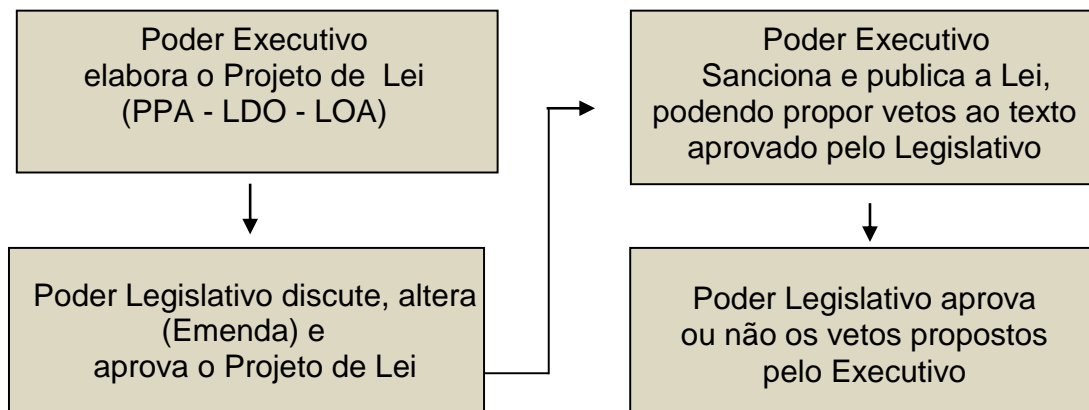 Poder Executivo
elabora o Projeto de Lei
(PPA - LDO - LOA)
Poder Legislativo discute, altera
(Emenda) e
aprova o Projeto de Lei
Poder Executivo
Sanciona e publica a Lei,
podendo propor vetos ao texto
aprovado pelo Legislativo
Poder Legislativo aprova
ou não os vetos propostos
pelo Executivo